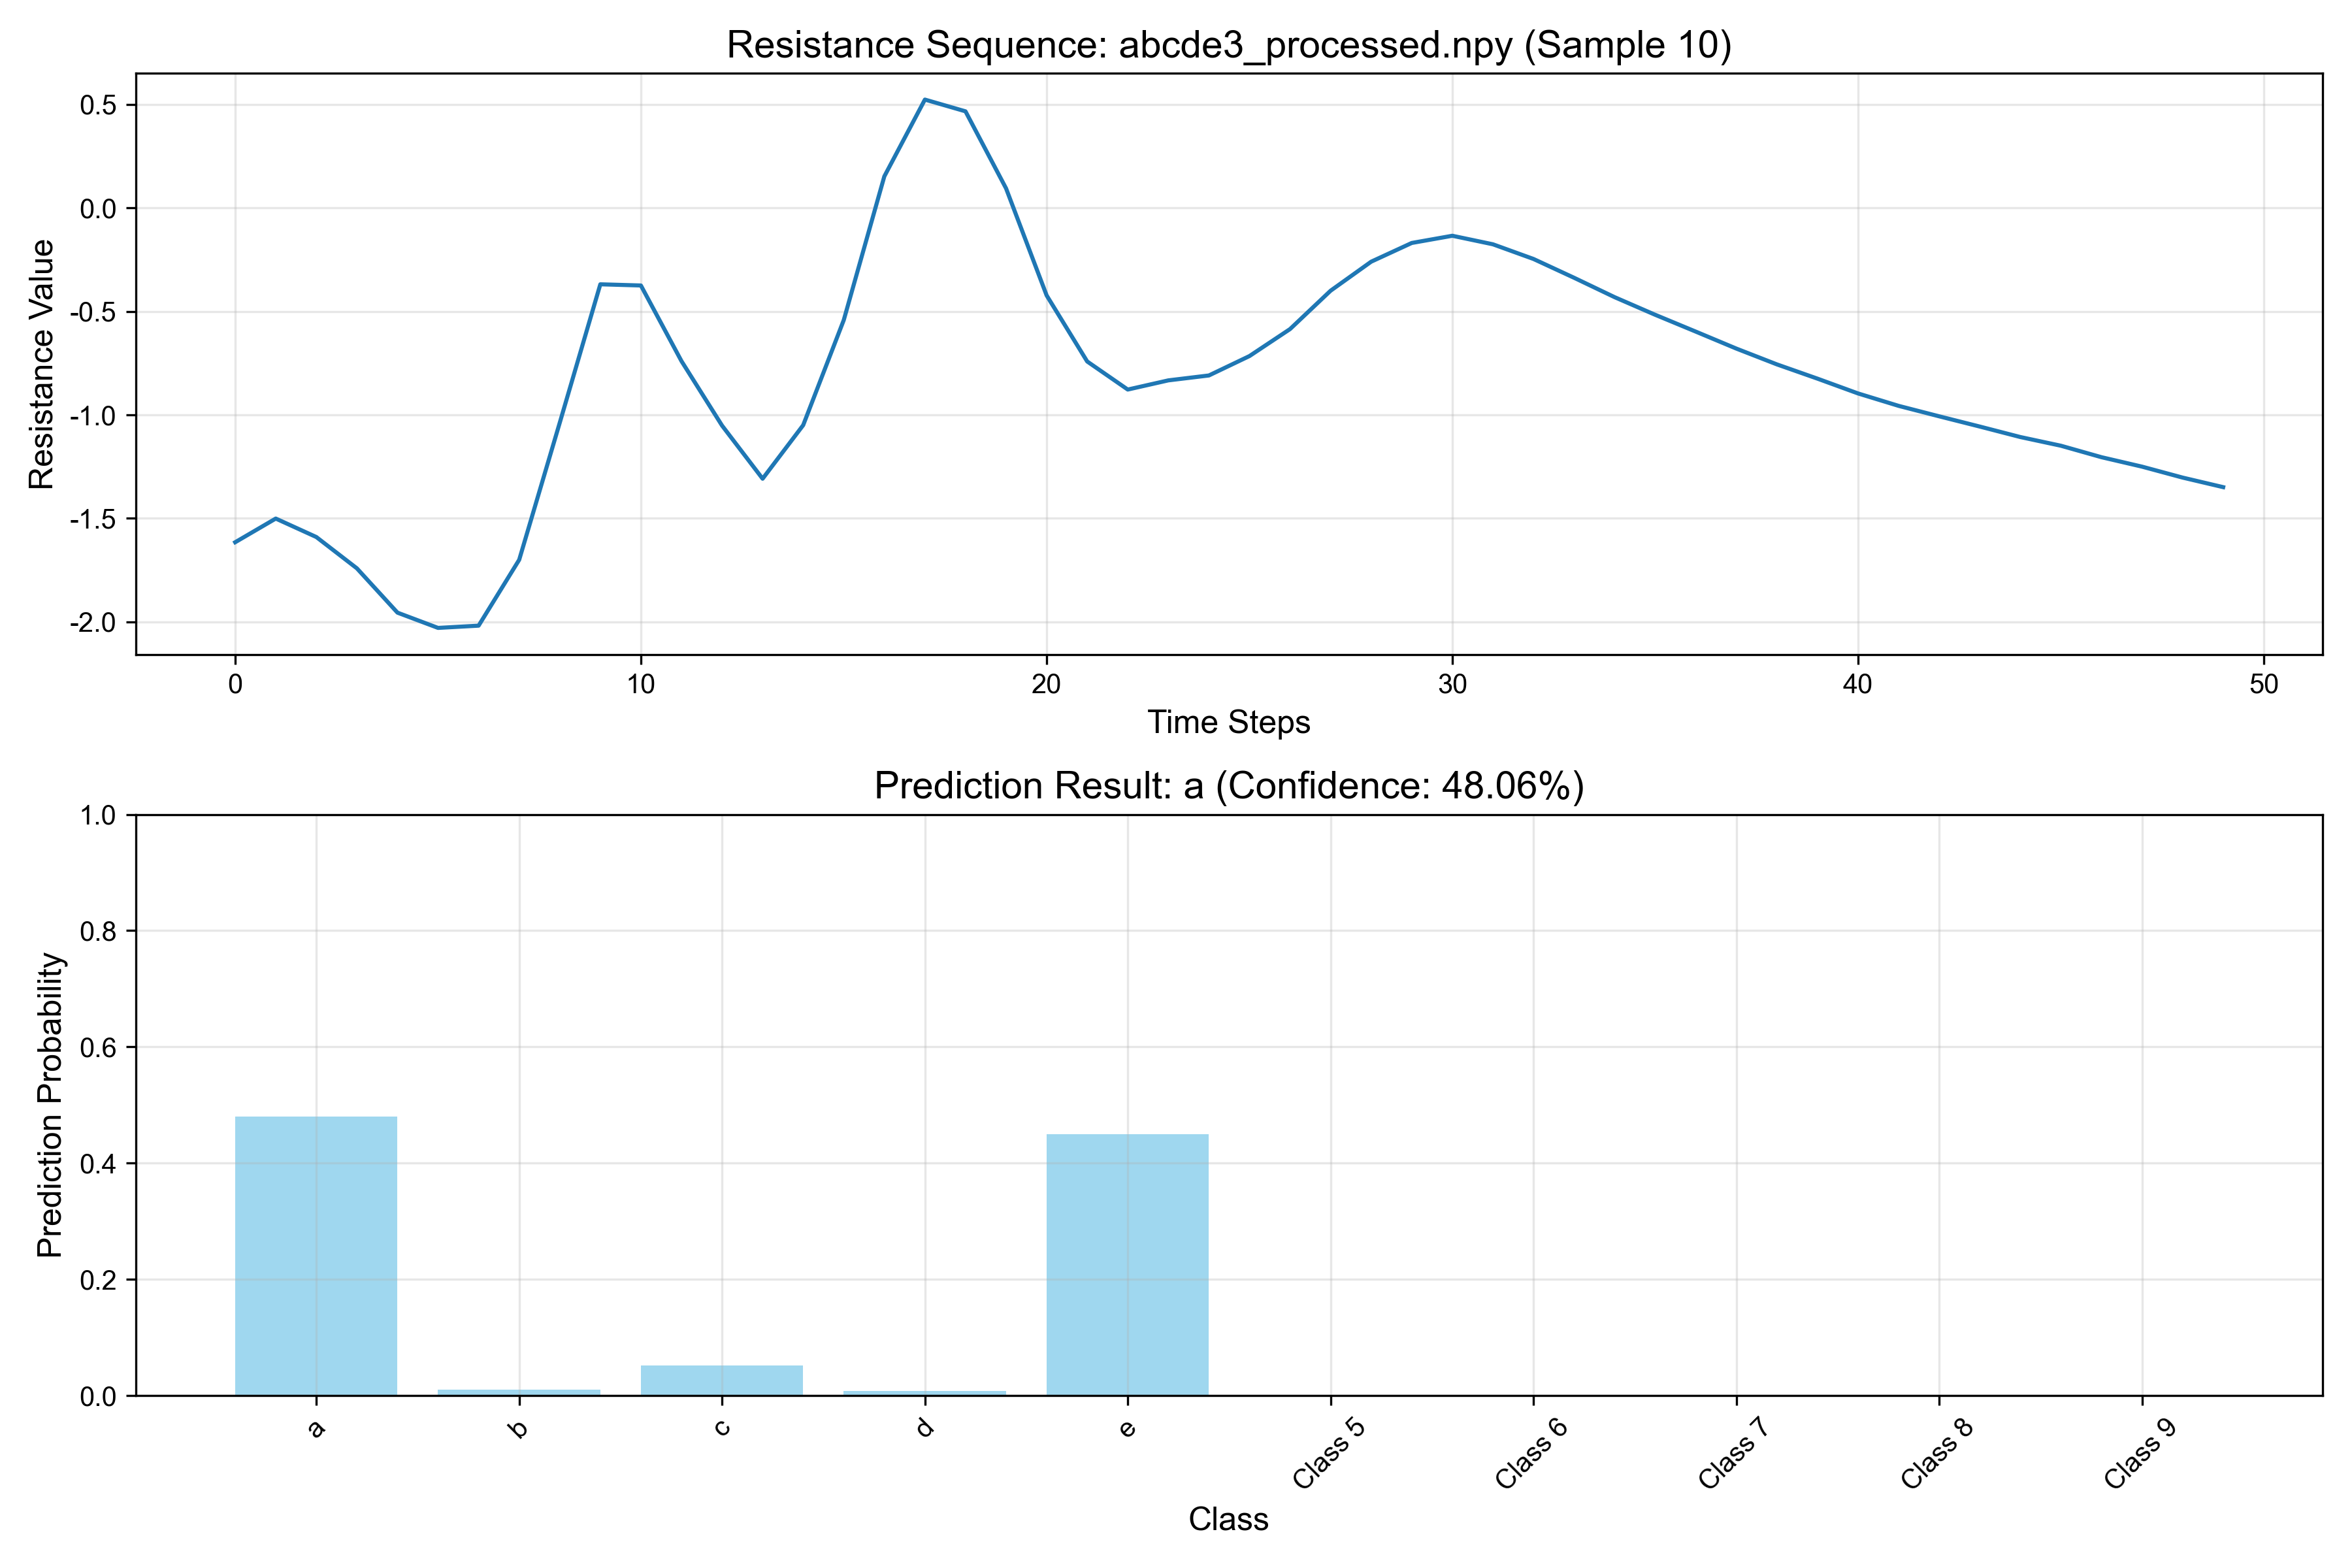 Resistance Sequence: abcde3_processed.npy (Sample 10)
Resistance Value
0.5
0.0
-0.5
-1.0
-1.5
-2.0
0 10 20 30 40 50
Time Steps
Prediction Result: a (Confidence: 48.06%)
Prediction Probability
1.0
0.8
0.6
0.4
0.2
0.0
a b c d e Class 5 Class 6 Class 7 Class 8 Class 9
Class